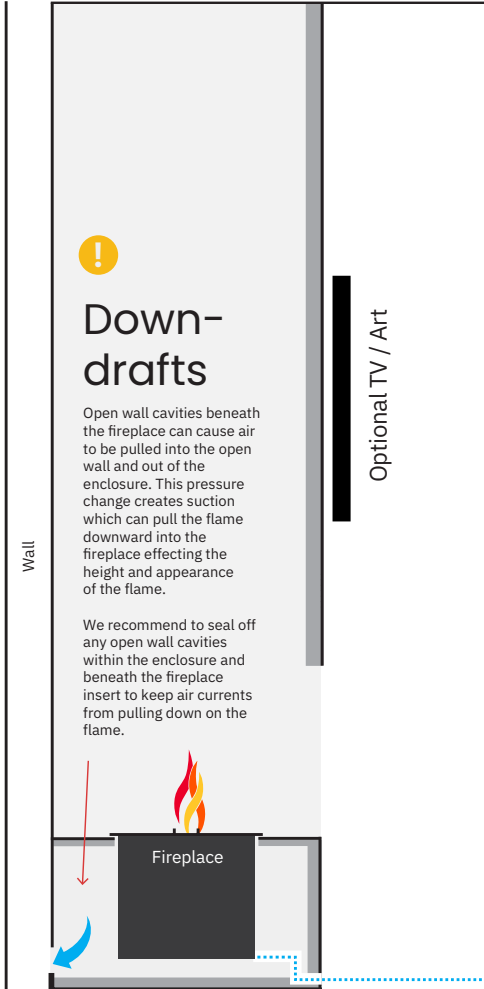 !
Down-
drafts
Open wall cavities beneath
the fireplace can cause air
to be pulled into the open
wall and out of the
enclosure. This pressure
change creates suction
which can pull the flame
downward into the
fireplace effecting the
height and appearance
of the flame.
We recommend to seal off
any open wall cavities
within the enclosure and
beneath the fireplace
insert to keep air currents
from pulling down on the
flame.
Wall
Optional TV / Art
Fireplace